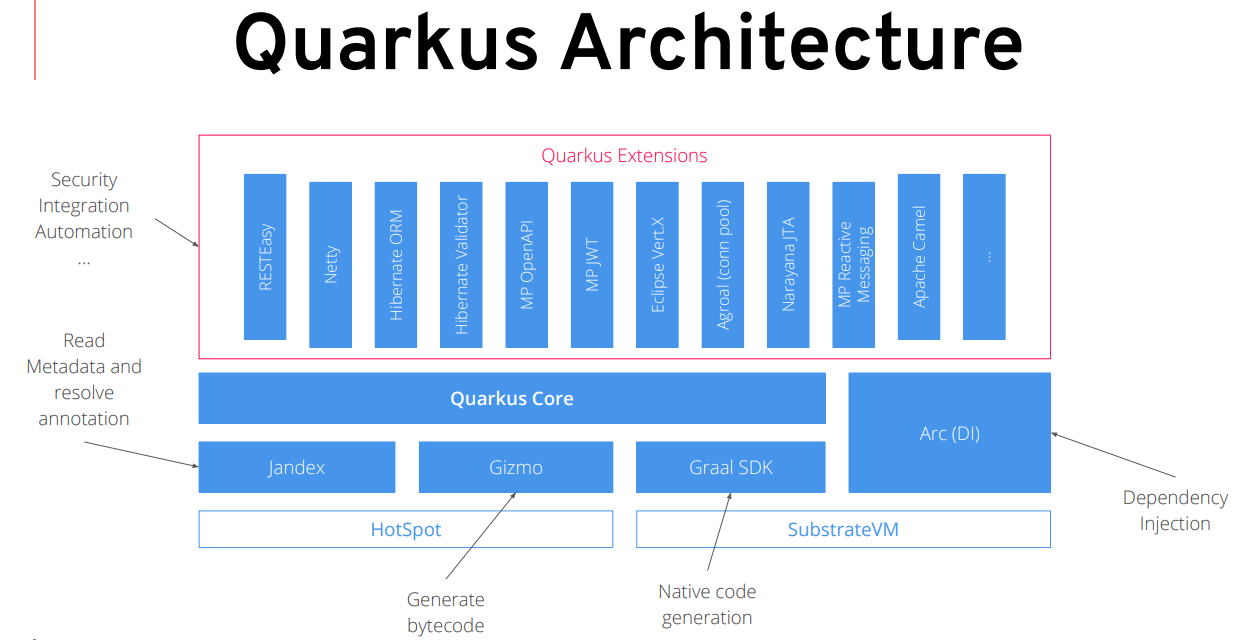 Quarkus Architecture
Quarkus Extensions
Security
Integration
Automation
...
RESTEasy
Netty
Hibernate ORM
Hibernate Validator
MP OpenAPI
MP JWT
Eclipse Vert.X
Agroal (conn pool)
Narayana JTA
MP Reactive
Messaging
Apache Camel
...
Read
Metadata and
resolve
annotation
Quarkus Core
Arc (DI)
Jandex
Gizmo
Graal SDK
Dependency
Injection
HotSpot
SubstrateVM
Generate
bytecode
Native code
generation